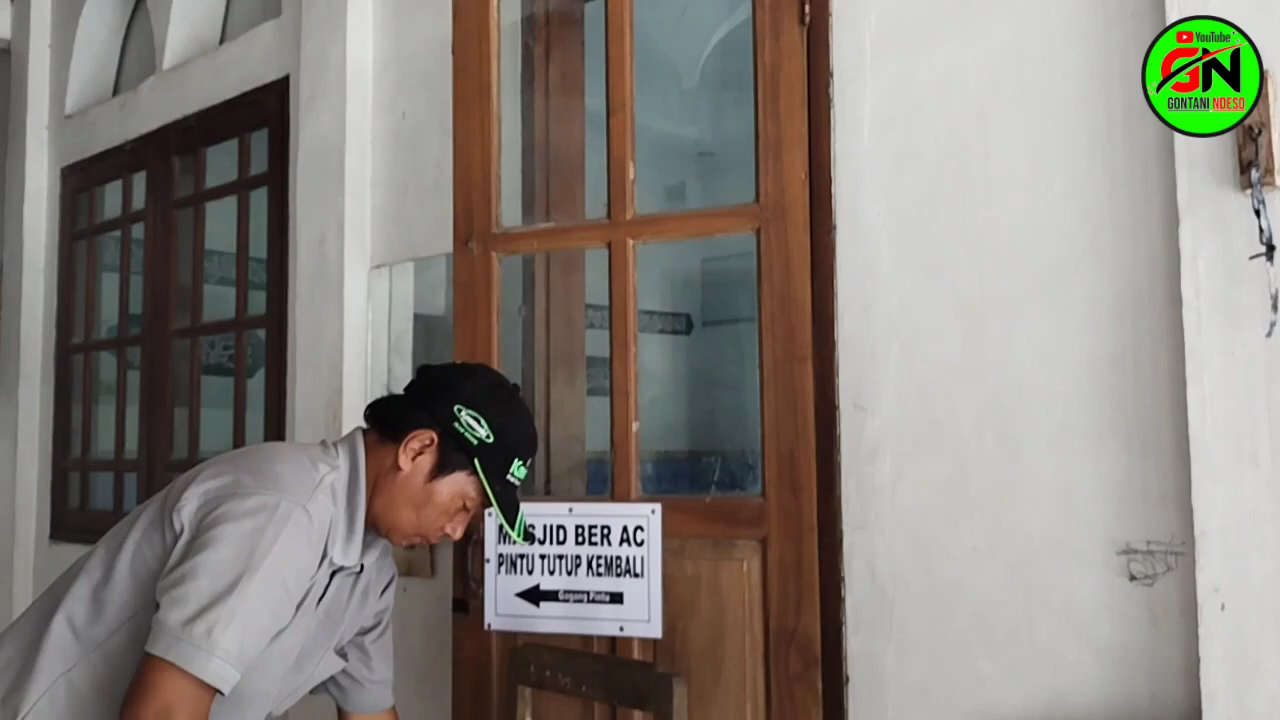 YouTube
GN
GONTANI NDESO
MASJID BER AC
PINTU TUTUP KEMBALI
Gagang Pintu